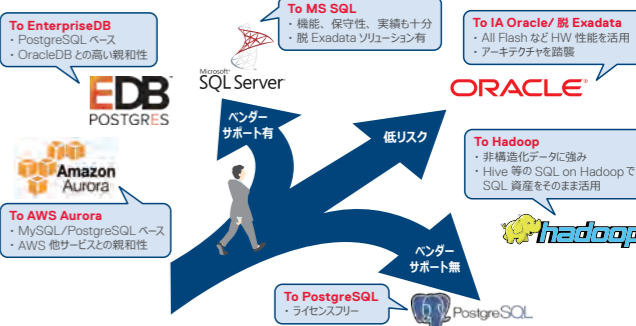 To EnterpriseDB
・PostgreSQL ベース
・OracleDB との高い親和性
EDB
POSTGRES
To MS SQL
・機能、保守性、実績も十分
・脱 Exadata ソリューション有
Microsoft
SQL Server
To IA Oracle/ 脱 Exadata
・All Flash など HW 性能を活用
・アーキテクチャを踏襲
ORACLE
ベンダー
サポート有
低リスク
To Hadoop
・非構造化データに強み
・Hive 等の SQL on Hadoop で
SQL 資産をそのまま活用
hadoop
Amazon
Aurora
To AWS Aurora
・MySQL/PostgreSQL ベース
・AWS 他サービスとの親和性
ベンダー
サポート無
To PostgreSQL
・ライセンスフリー
PostgreSQL